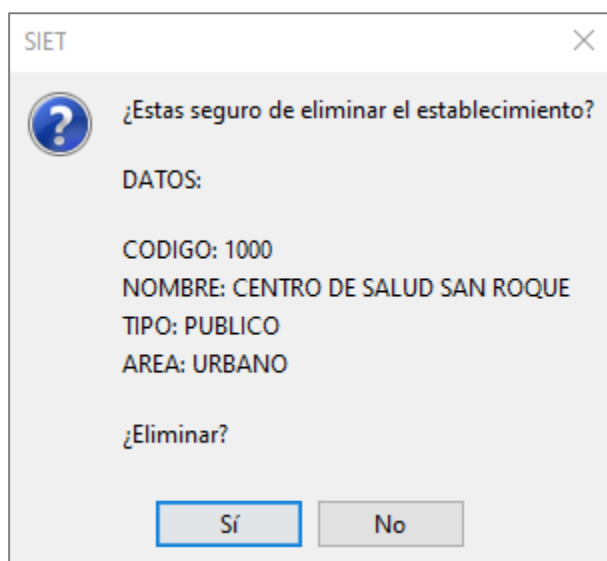 SIET
¿Estas seguro de eliminar el establecimiento?
DATOS:
CODIGO: 1000
NOMBRE: CENTRO DE SALUD SAN ROQUE
TIPO: PUBLICO
AREA: URBANO
¿Eliminar?
Sí
No